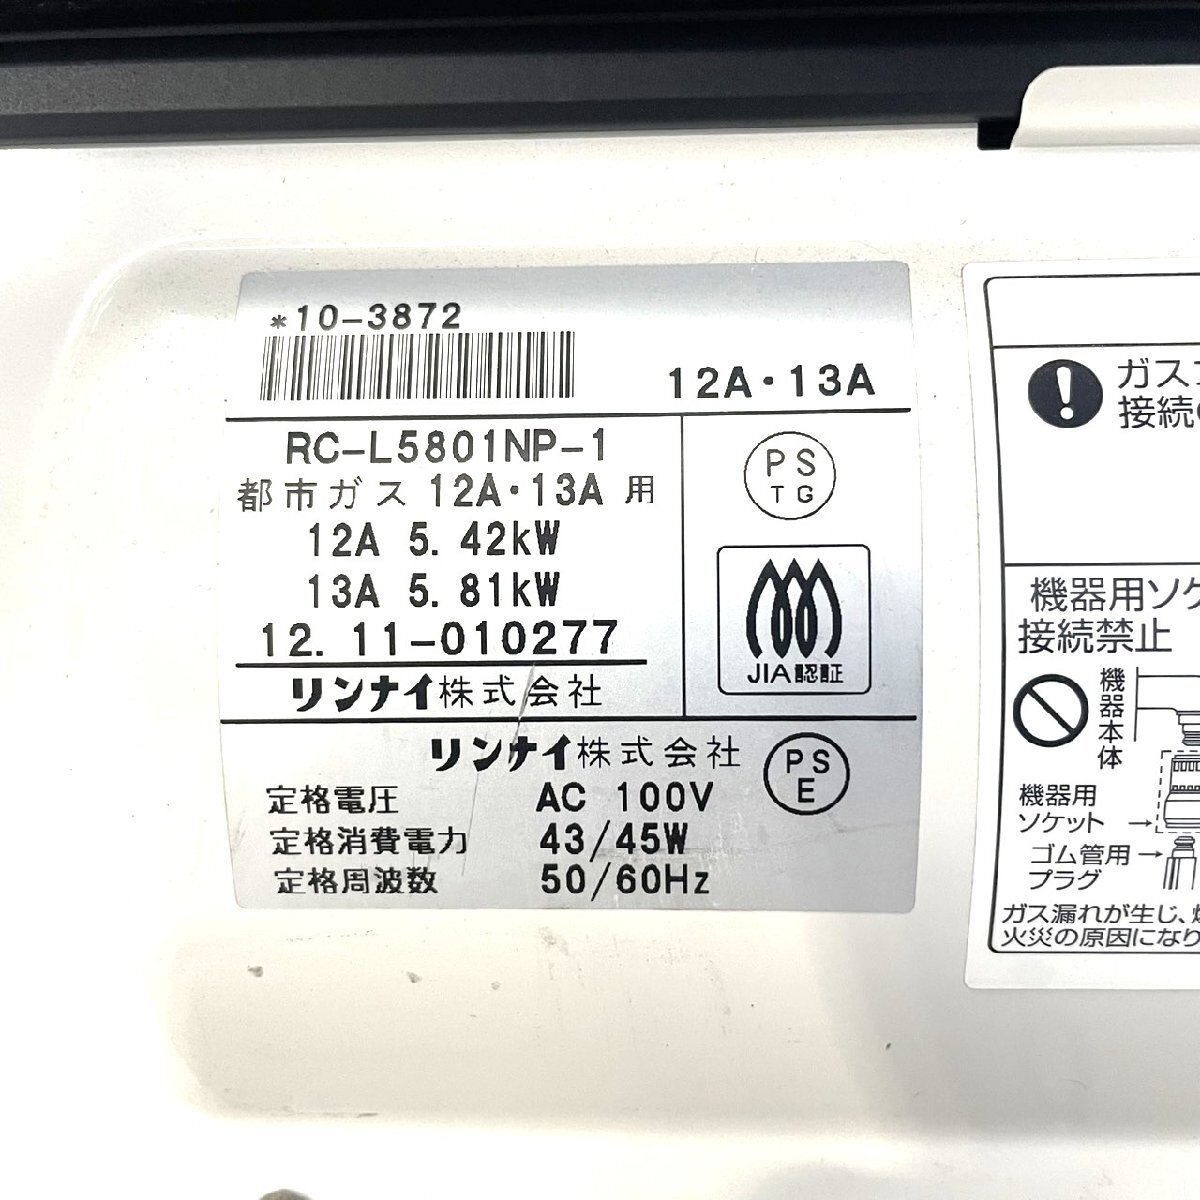 *10-3872
12A・13A
RC-L5801NP-1
都市ガス 12A・13A 用
12A 5.42kW
13A 5.81kW
12.11-010277
リンナイ株式会社
PS
TG
JIA認証
リンナイ株式会社
PS
E
定格電圧 AC 100V
定格消費電力 43/45W
定格周波数 50/60Hz
ガス
接続
機器用ソケ
接続禁止
機器本体
機器用
ソケット
ゴム管用
プラグ
ガス漏れが生じ、
火災の原因になり